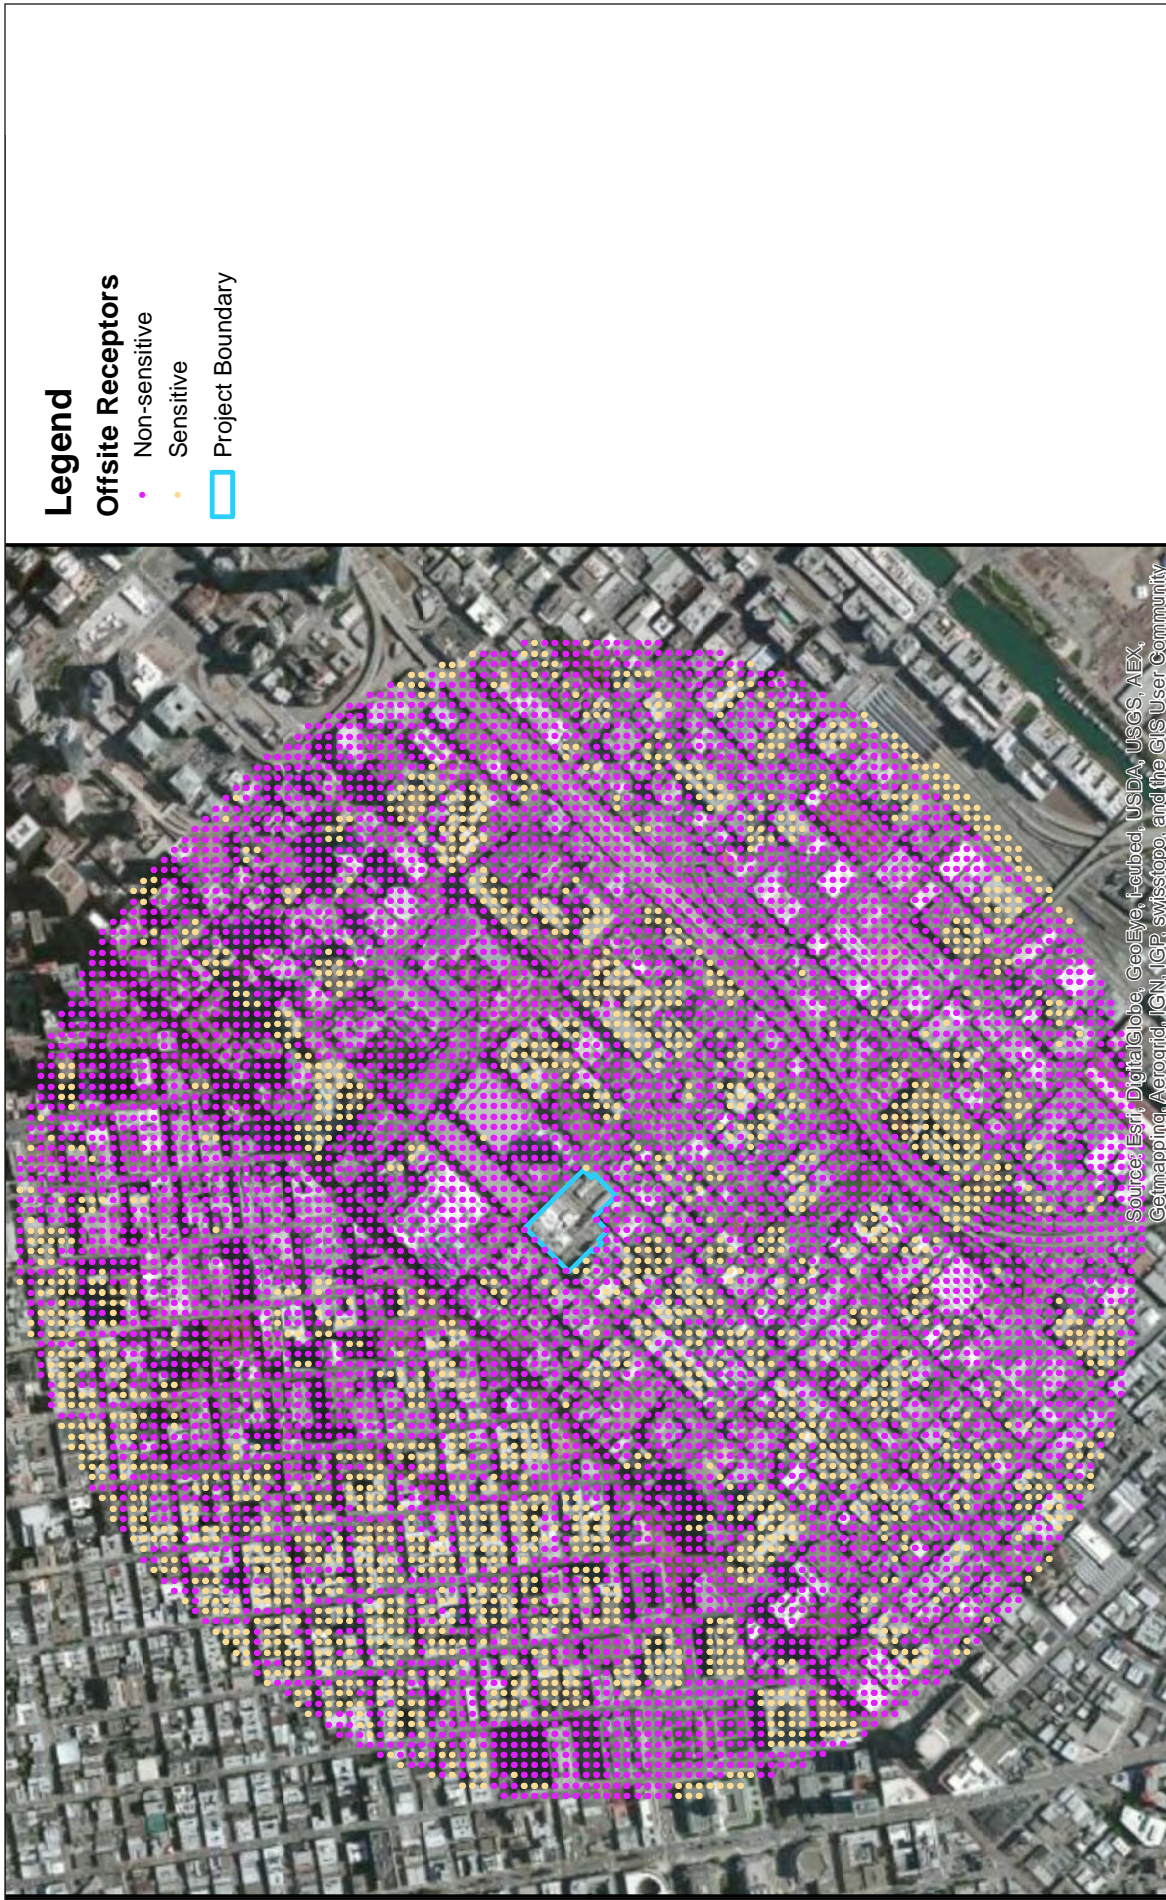 Legend
Offsite Receptors
Non-sensitive
Sensitive
Project Boundary
Source: Esri, DigitalGlobe, GeoEye, i-cubed, USDA, USGS, AEX,
Getmapping, Aerogrid, IGN, IGP, swisstopo, and the GIS User Community